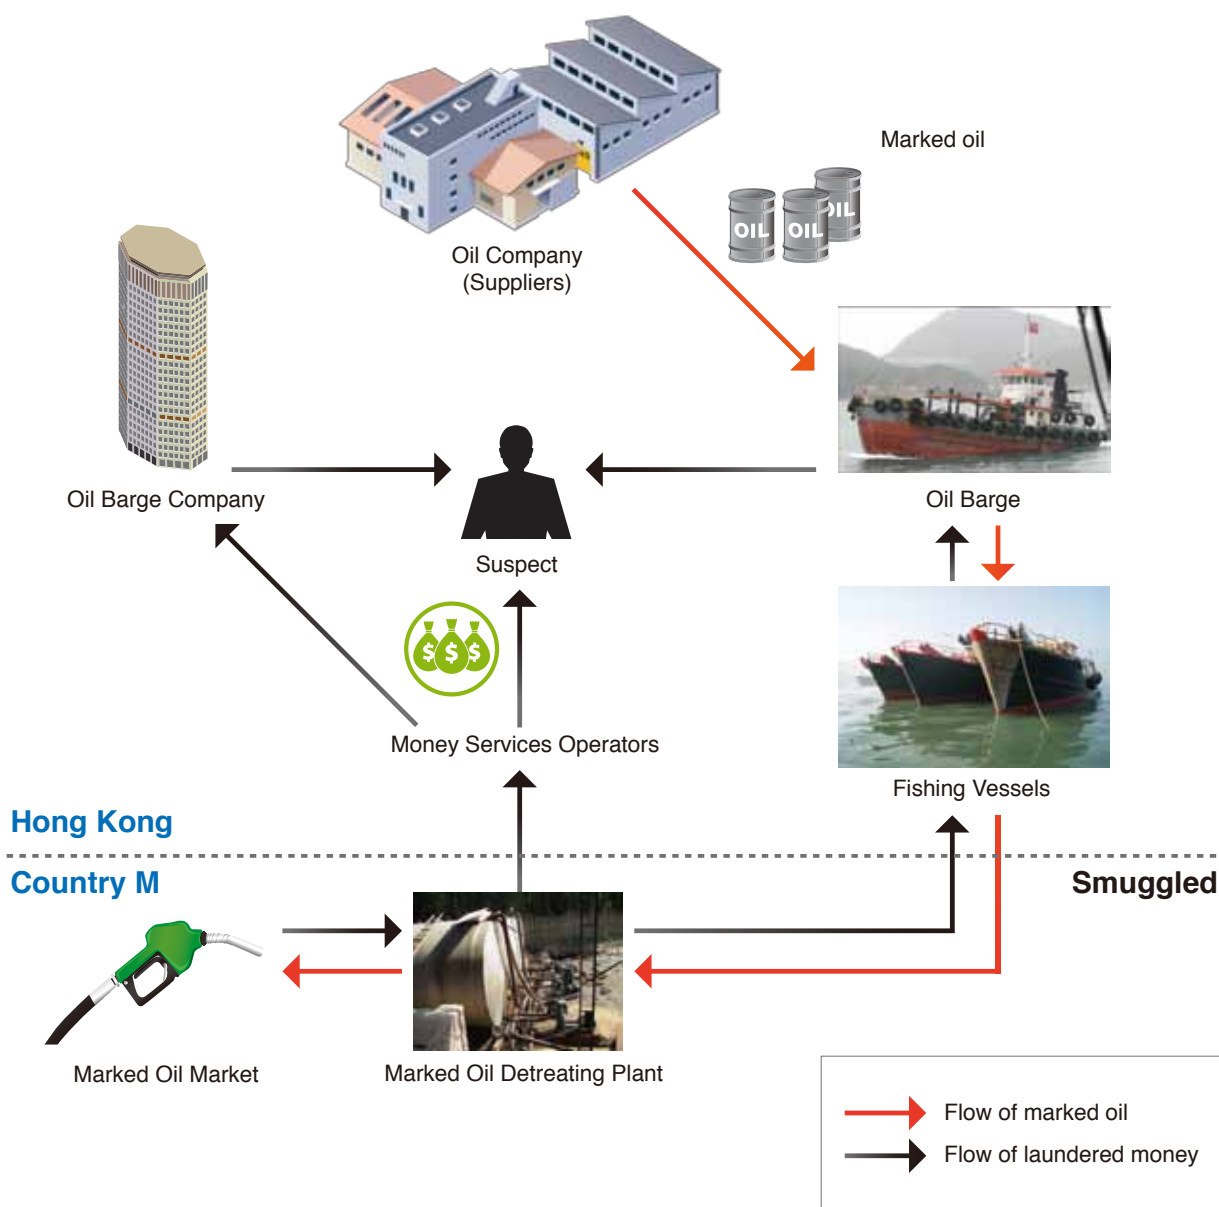 Marked oil
OIL
OIL
OIL
Oil Company
(Suppliers)
Oil Barge Company
Suspect
Oil Barge
$ $ $
Money Services Operators
Fishing Vessels
Hong Kong
Country M
Smuggled
Marked Oil Market
Marked Oil Detreating Plant
Flow of marked oil
Flow of laundered money